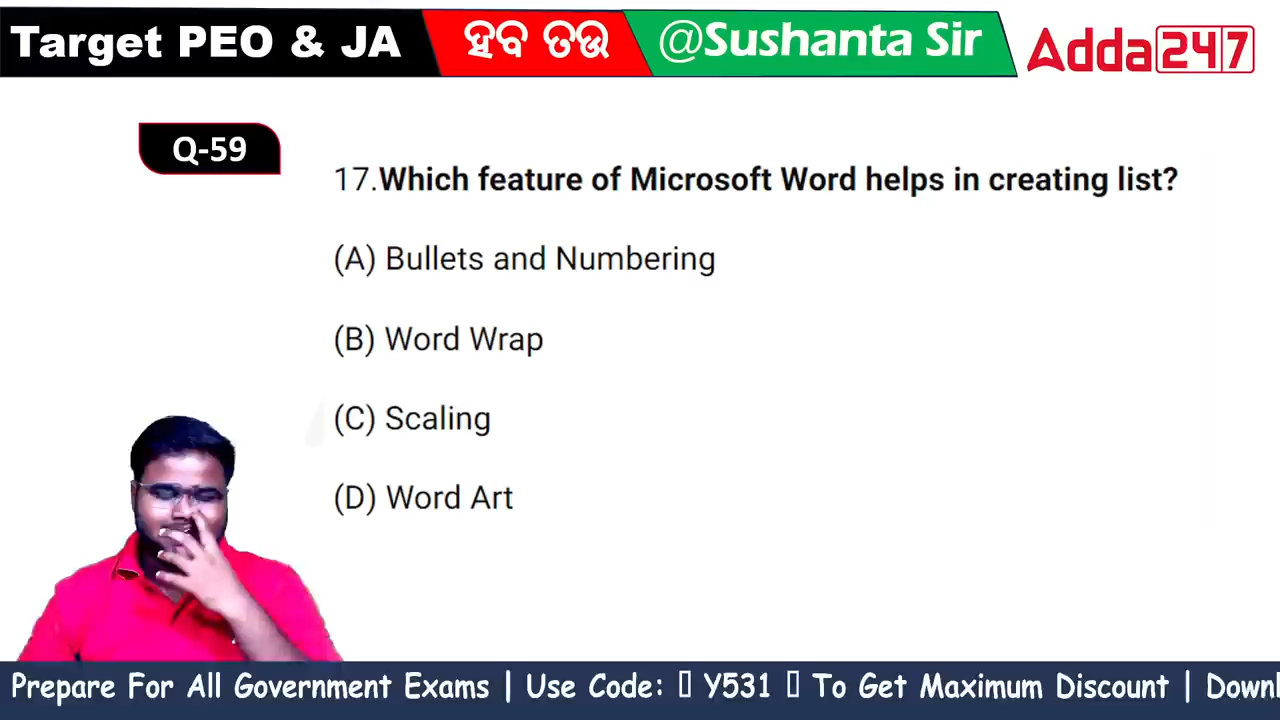 Target PEO & JA ହବ ତଉ @Sushanta Sir Adda247
Q-59
17.Which feature of Microsoft Word helps in creating list?
(A) Bullets and Numbering
(B) Word Wrap
(C) Scaling
(D) Word Art
Prepare For All Government Exams | Use Code: Y531 To Get Maximum Discount |